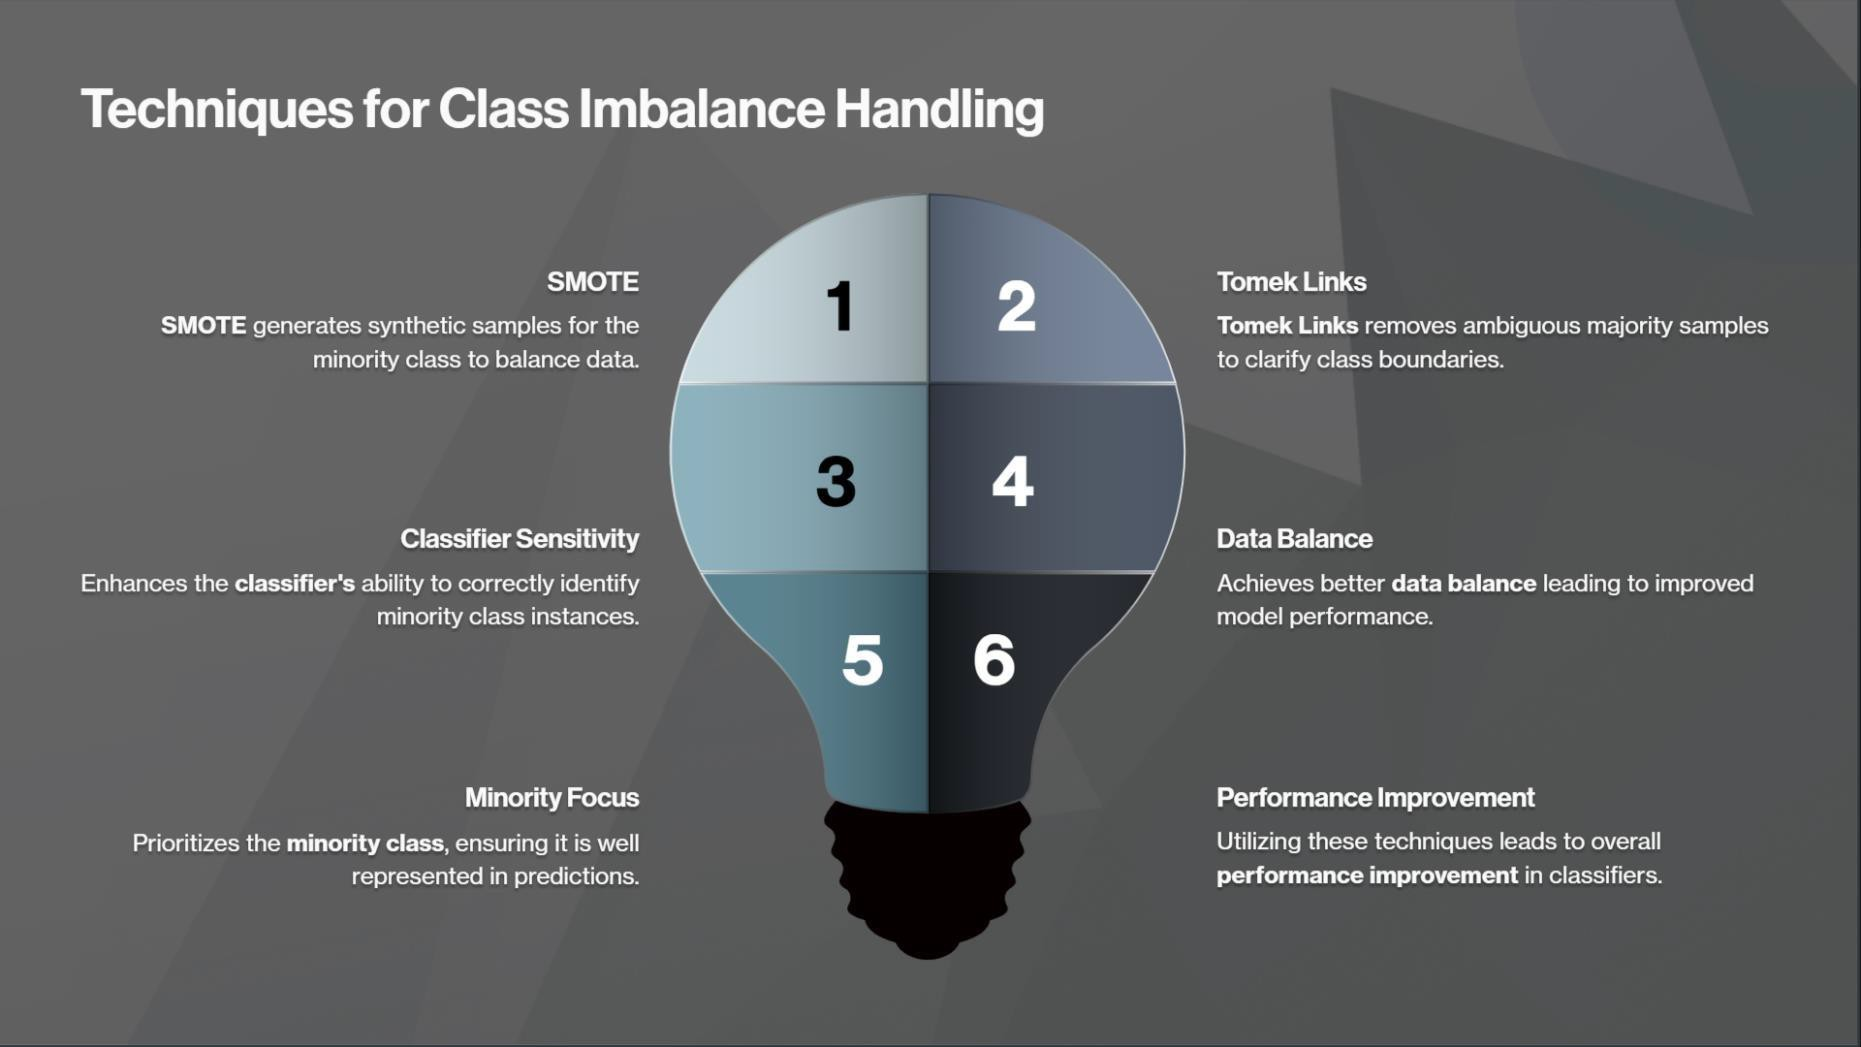 Techniques for Class Imbalance Handling
SMOTE
SMOTE generates synthetic samples for the
minority class to balance data.
1
2
Tomek Links
Tomek Links removes ambiguous majority samples
to clarify class boundaries.
Classifier Sensitivity
Enhances the classifier's ability to correctly identify
minority class instances.
3
4
Data Balance
Achieves better data balance leading to improved
model performance.
Minority Focus
Prioritizes the minority class, ensuring it is well
represented in predictions.
5
6
Performance Improvement
Utilizing these techniques leads to overall
performance improvement in classifiers.